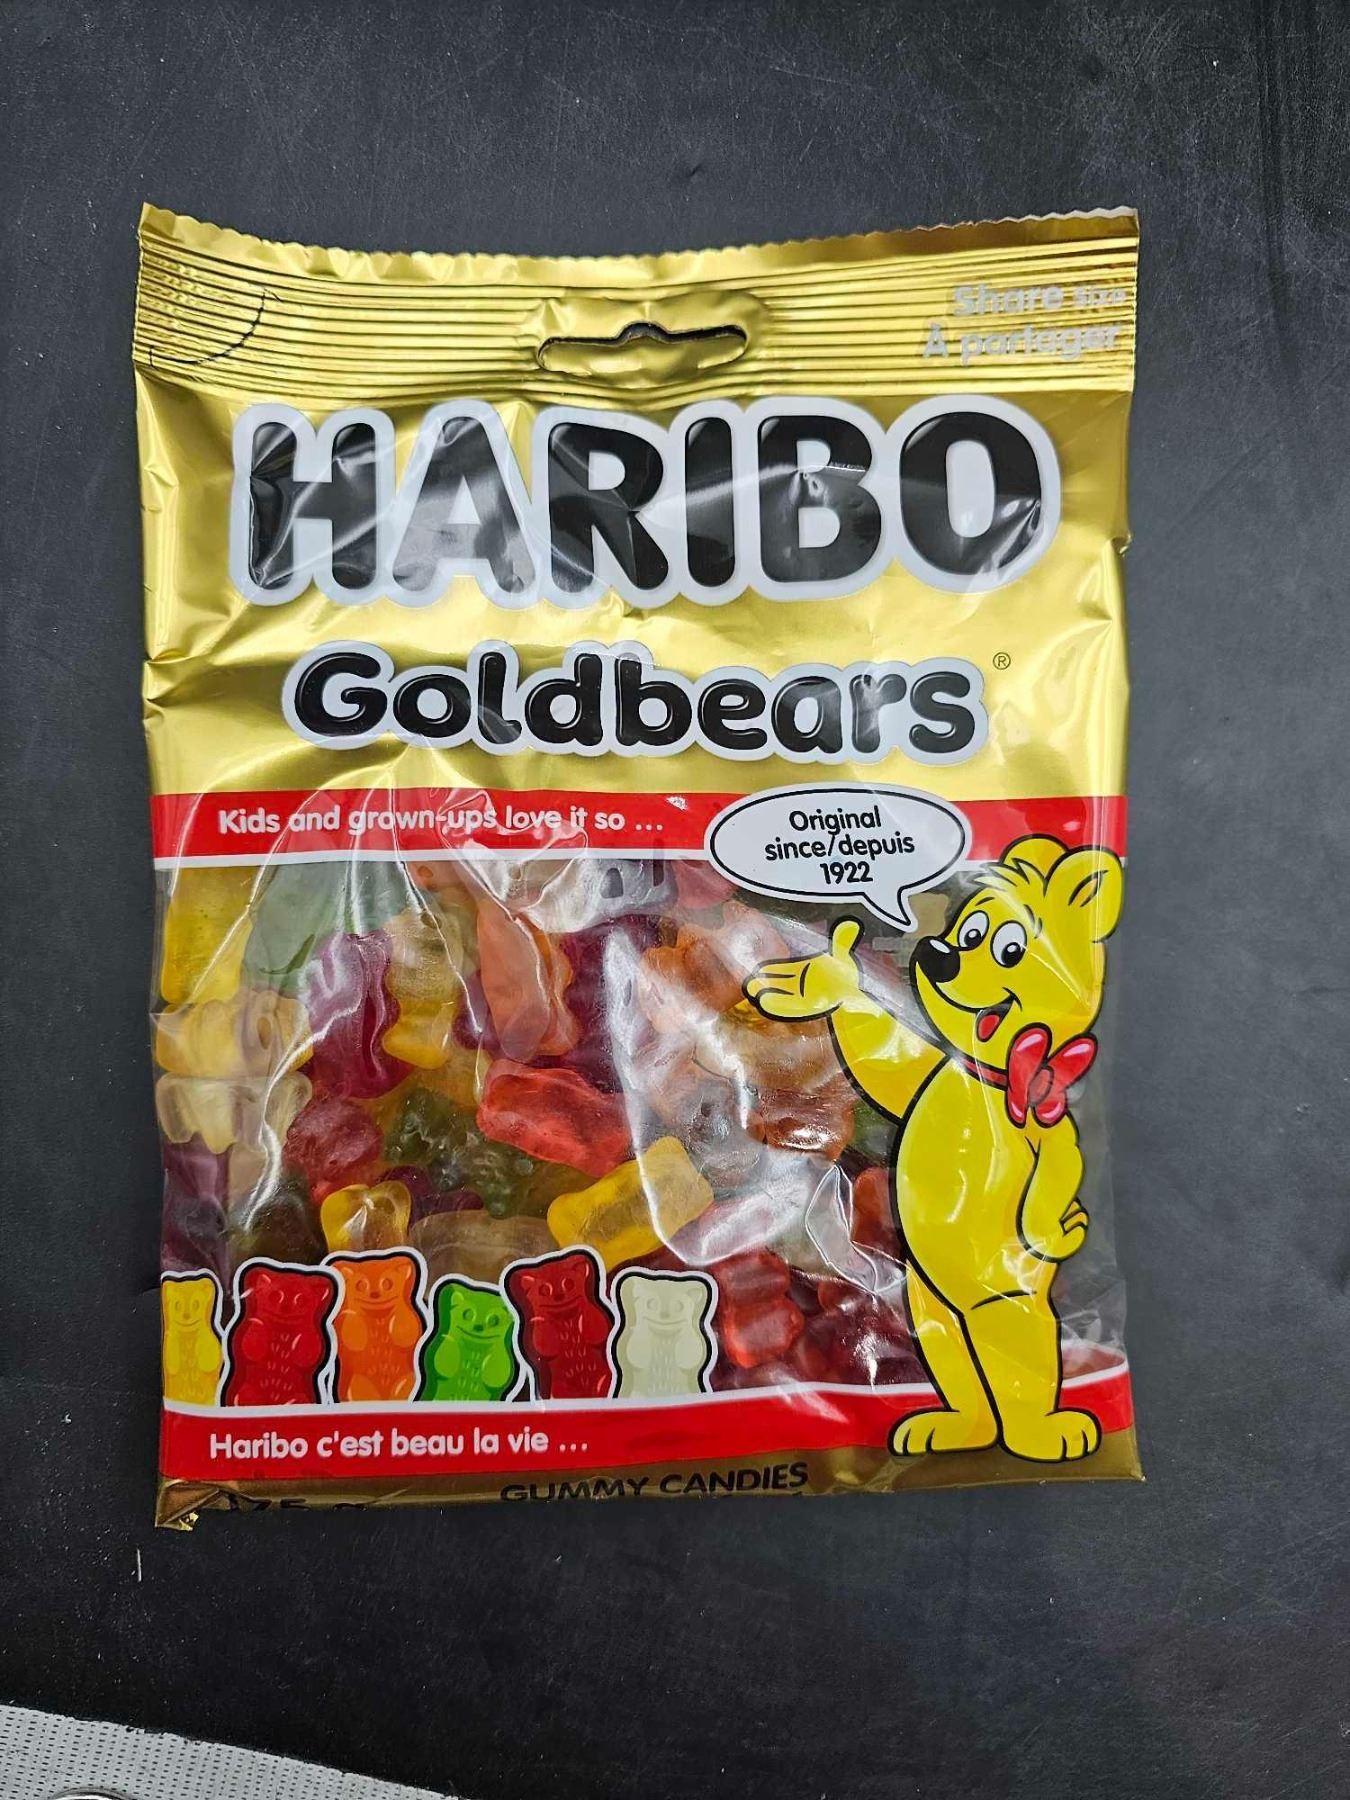 Share Size
À partager
HARIBO
Goldbears®
Kids and grown-ups love it so ...
Original
since/depuis
1922
Haribo c'est beau la vie ...
GUMMY CANDIES